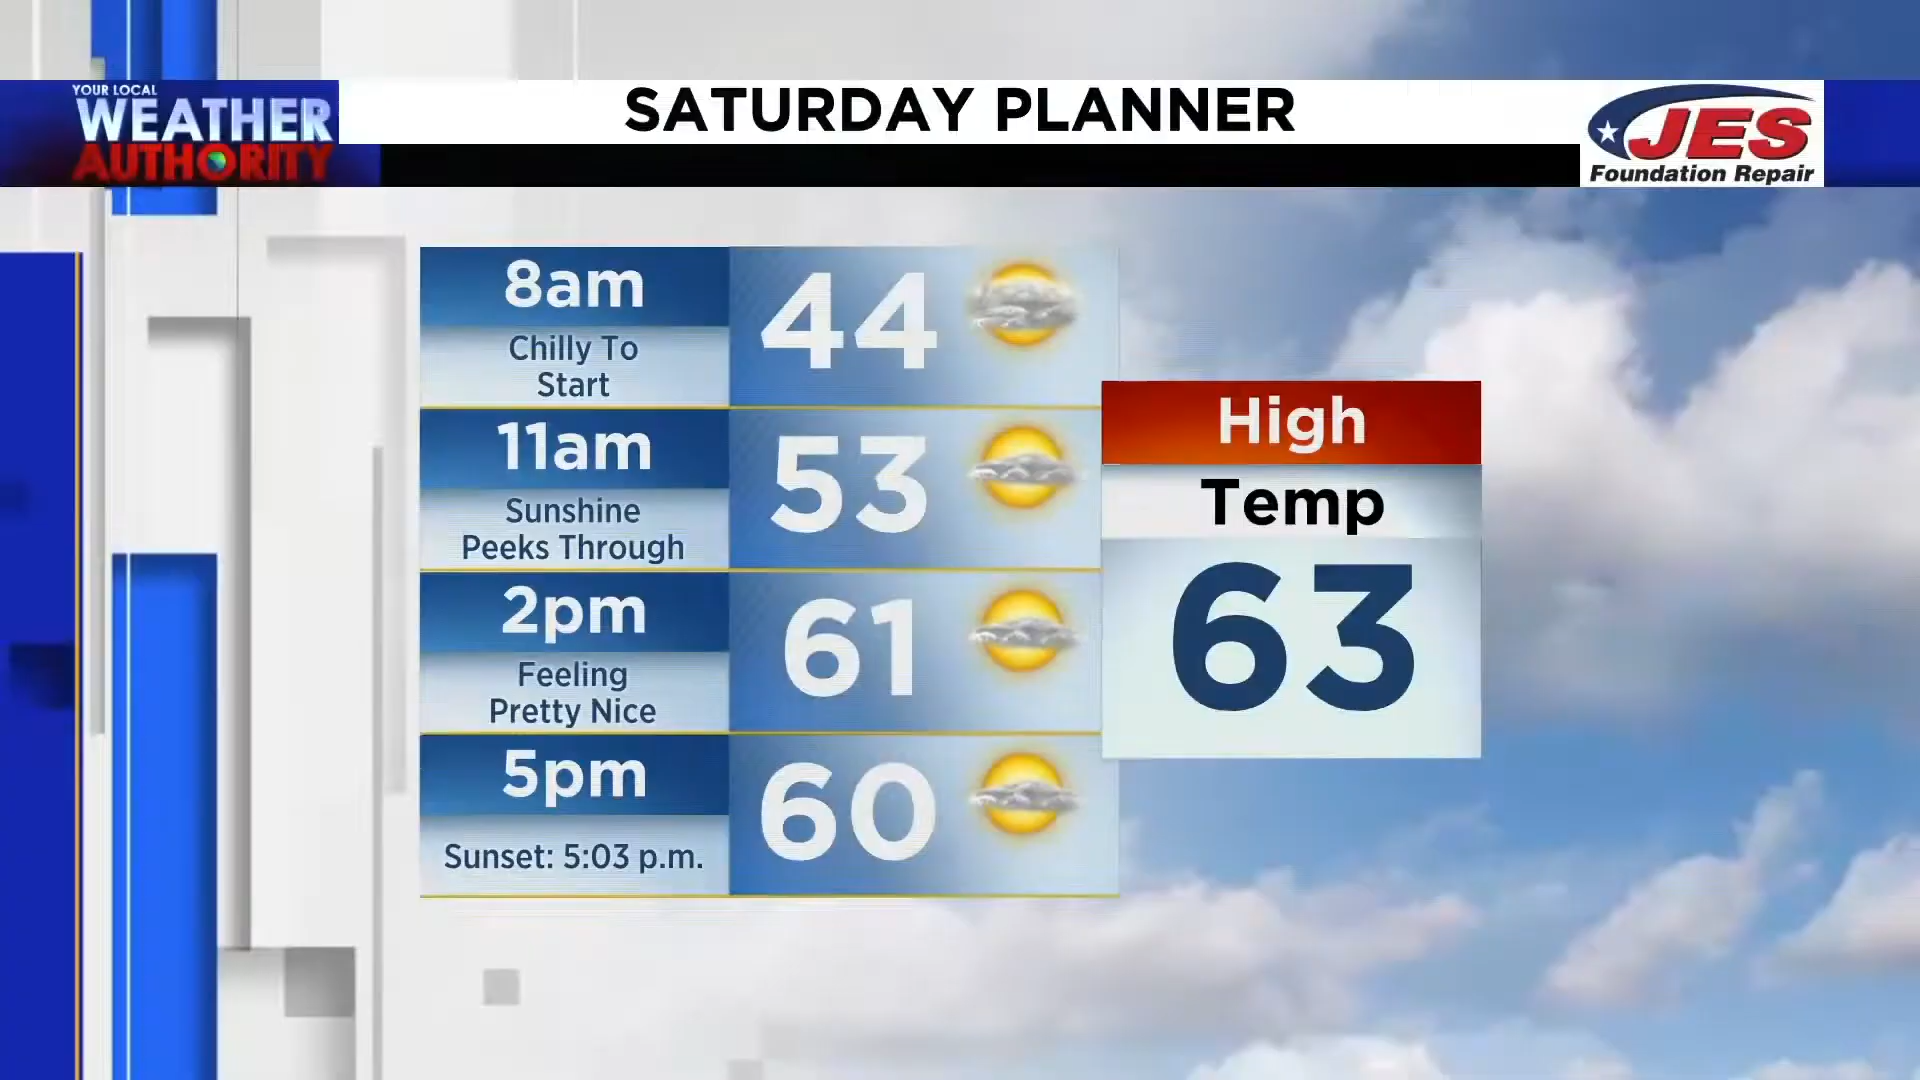 YOUR LOCAL
WEATHER
AUTHORITY
SATURDAY PLANNER
JES
Foundation Repair
8am
Chilly To
Start
44
11am
Sunshine
Peeks Through
53
2pm
Feeling
Pretty Nice
61
5pm
Sunset: 5:03 p.m.
60
High
Temp
63